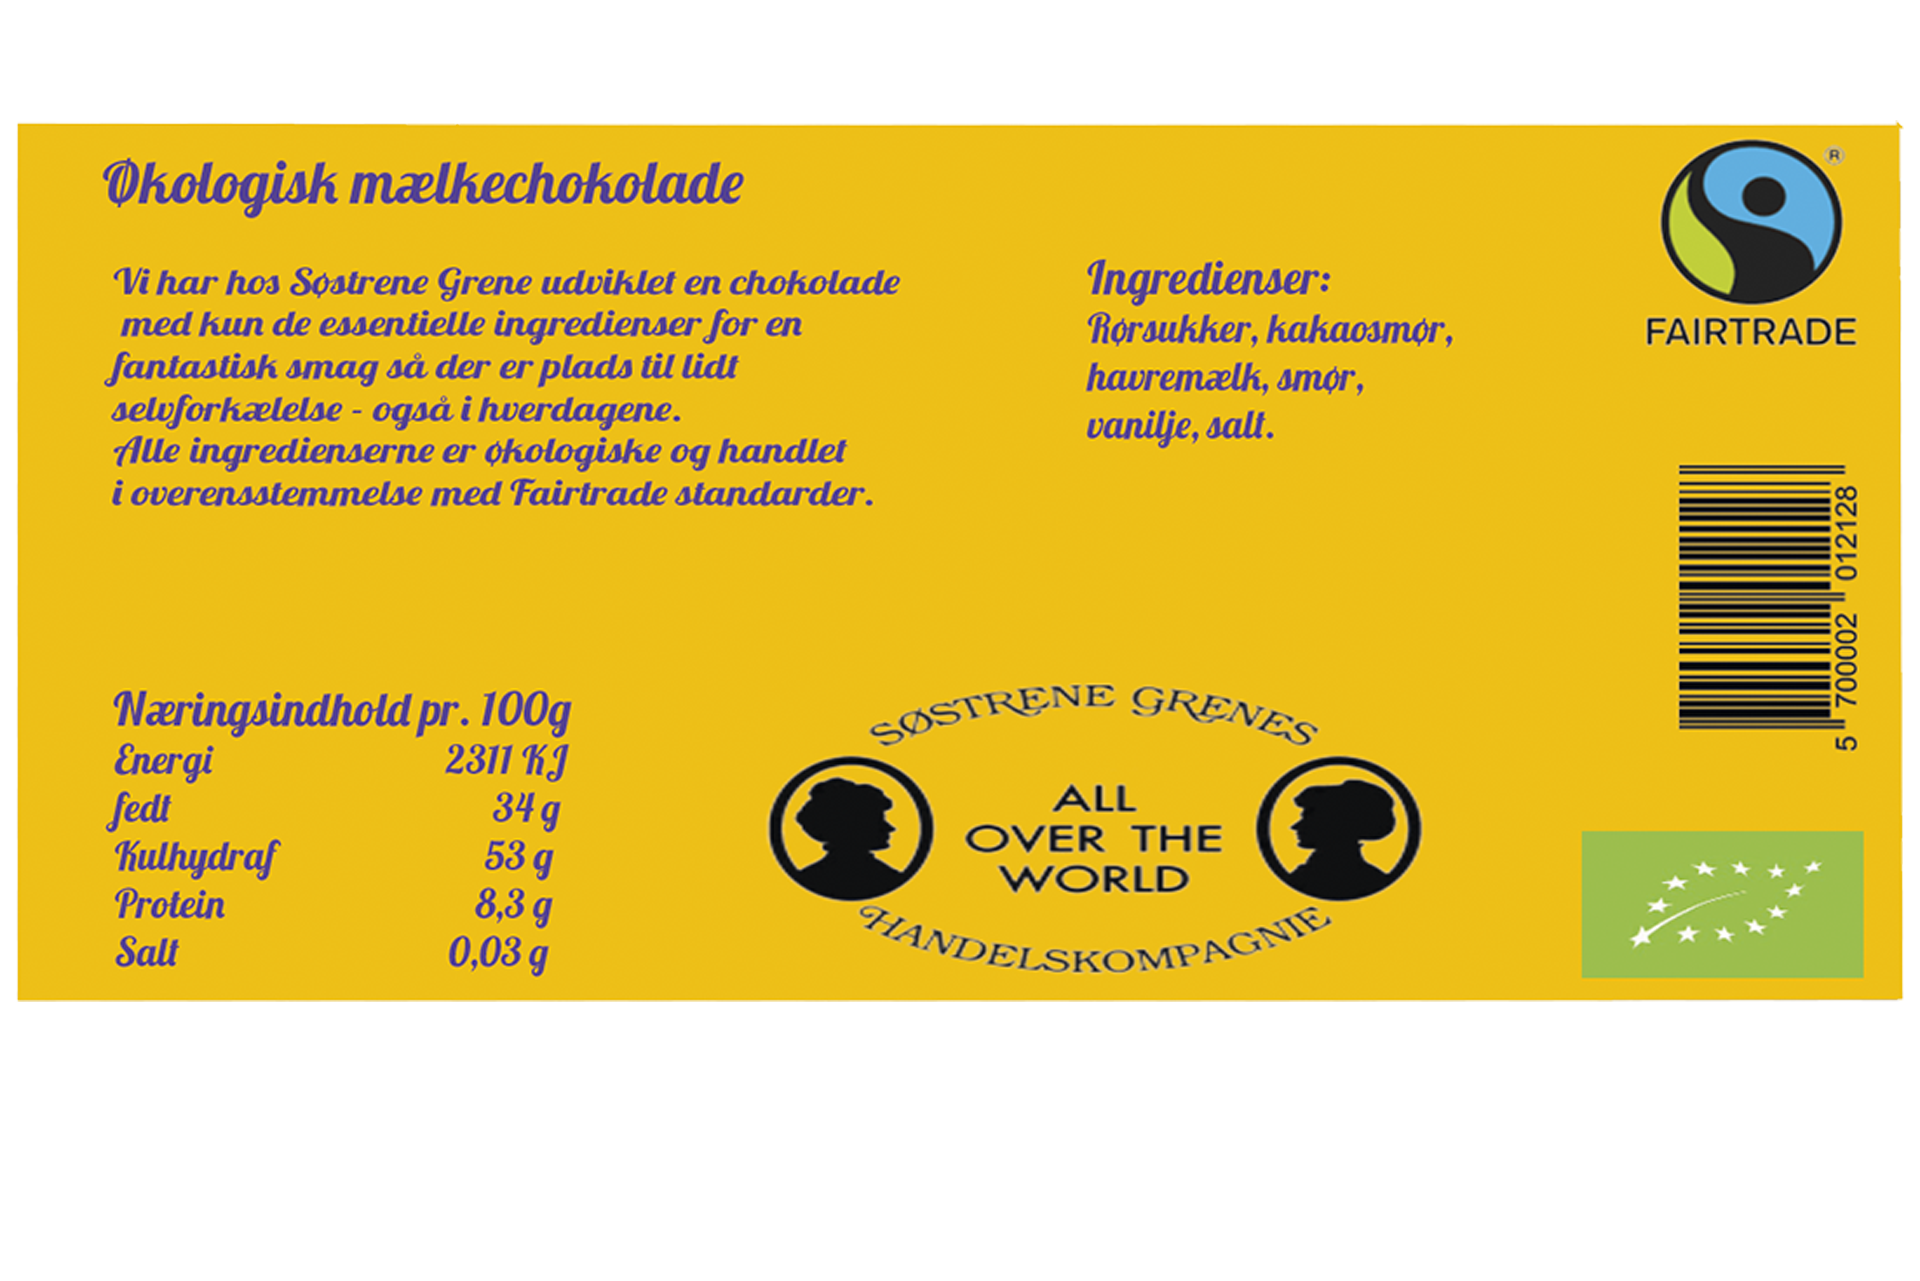 Økologisk mælkechokolade
Vi har hos Søstrene Grene udviklet en chokolade
med kun de essentielle ingredienser for en
fantastisk smag så der er plads til lidt
selvforkælelse - også i hverdagene.
Alle ingredienserne er økologiske og handlet
i overensstemmelse med Fairtrade standarder.
Ingredienser:
Rørsukker, kakaosmør,
havremælk, smør,
vanilje, salt.
®
FAIRTRADE
5 700002 012128
Næringsindhold pr. 100g
Energi 2311 KJ
fedt 34 g
Kulhydraf 53 g
Protein 8,3 g
Salt 0,03 g
SØSTRENE GRENES
ALL
OVER THE
WORLD
HANDELSKOMPAGNIE